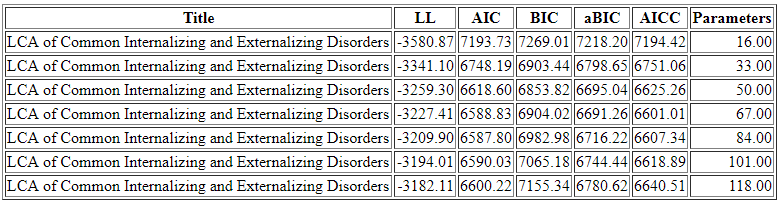 Title LL AIC BIC aBIC AICC Parameters
LCA of Common Internalizing and Externalizing Disorders -3580.87 7193.73 7269.01 7218.20 7194.42 16.00
LCA of Common Internalizing and Externalizing Disorders -3341.10 6748.19 6903.44 6798.65 6751.06 33.00
LCA of Common Internalizing and Externalizing Disorders -3259.30 6618.60 6853.82 6695.04 6625.26 50.00
LCA of Common Internalizing and Externalizing Disorders -3227.41 6588.83 6904.02 6691.26 6601.01 67.00
LCA of Common Internalizing and Externalizing Disorders -3209.90 6587.80 6982.98 6716.22 6607.34 84.00
LCA of Common Internalizing and Externalizing Disorders -3194.01 6590.03 7065.18 6744.44 6618.89 101.00
LCA of Common Internalizing and Externalizing Disorders -3182.11 6600.22 7155.34 6780.62 6640.51 118.00